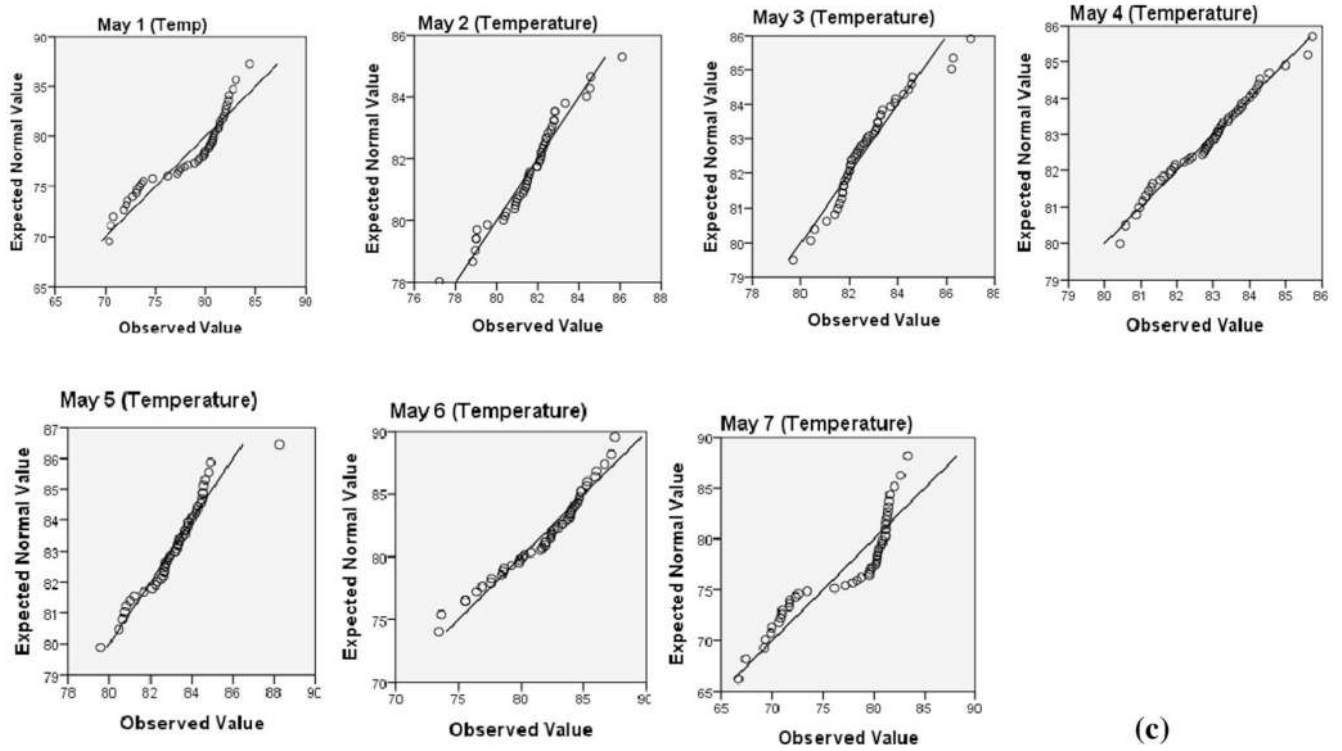 May 1 (Temp)
May 2 (Temperature)
May 3 (Temperature)
May 4 (Temperature)
Expected Normal Value
90
85
80
75
70
65
65 70 75 80 85 90
Observed Value
Expected Normal Value
86
84
82
80
78
76 78 80 82 84 86 88
Observed Value
Expected Normal Value
86
85
84
83
82
81
80
79
78 80 82 84 86
Observed Value
Expected Normal Value
86
85
84
83
82
81
80
79
79 80 81 82 83 84 85 86
Observed Value
May 5 (Temperature)
May 6 (Temperature)
May 7 (Temperature)
Expected Normal Value
87
86
85
84
83
82
81
80
79
78 80 82 84 86 88
Observed Value
Expected Normal Value
90
85
80
75
70
70 75 80 85 90
Observed Value
Expected Normal Value
90
85
80
75
70
65
65 70 75 80 85 90
Observed Value
(c)